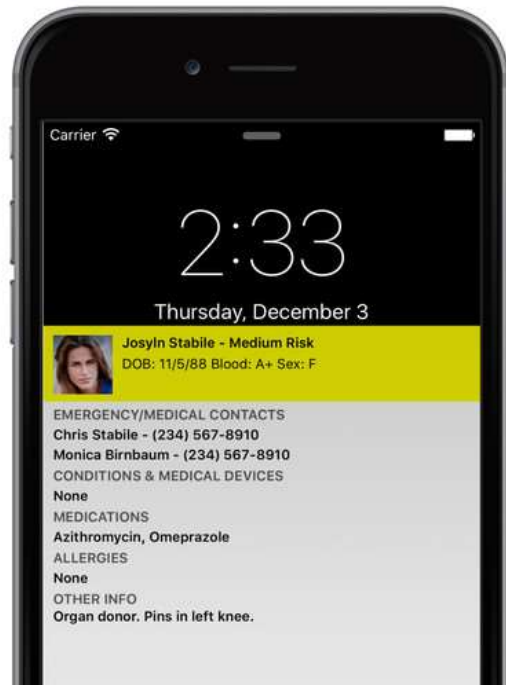 Carrier
2:33
Thursday, December 3
Josyln Stabile - Medium Risk
DOB: 11/5/88 Blood: A+ Sex: F
EMERGENCY/MEDICAL CONTACTS
Chris Stabile - (234) 567-8910
Monica Birnbaum - (234) 567-8910
CONDITIONS & MEDICAL DEVICES
None
MEDICATIONS
Azithromycin, Omeprazole
ALLERGIES
None
OTHER INFO
Organ donor. Pins in left knee.